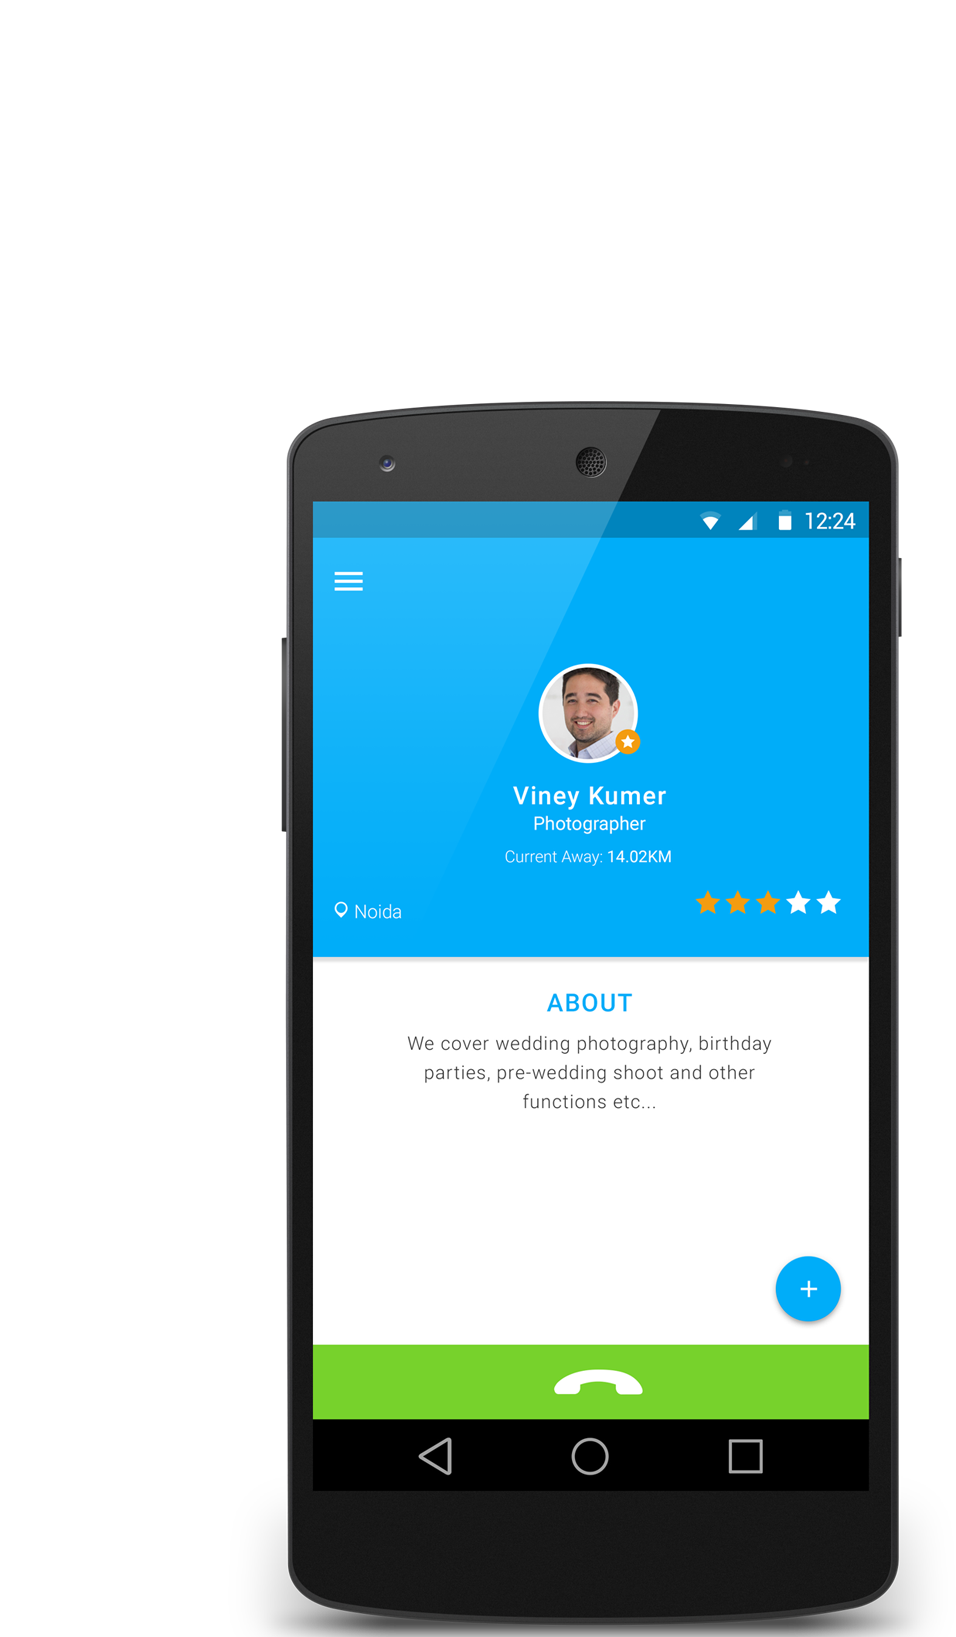 12:24
Viney Kumer
Photographer
Current Away: 14.02KM
Noida
ABOUT
We cover wedding photography, birthday
parties, pre-wedding shoot and other
functions etc...